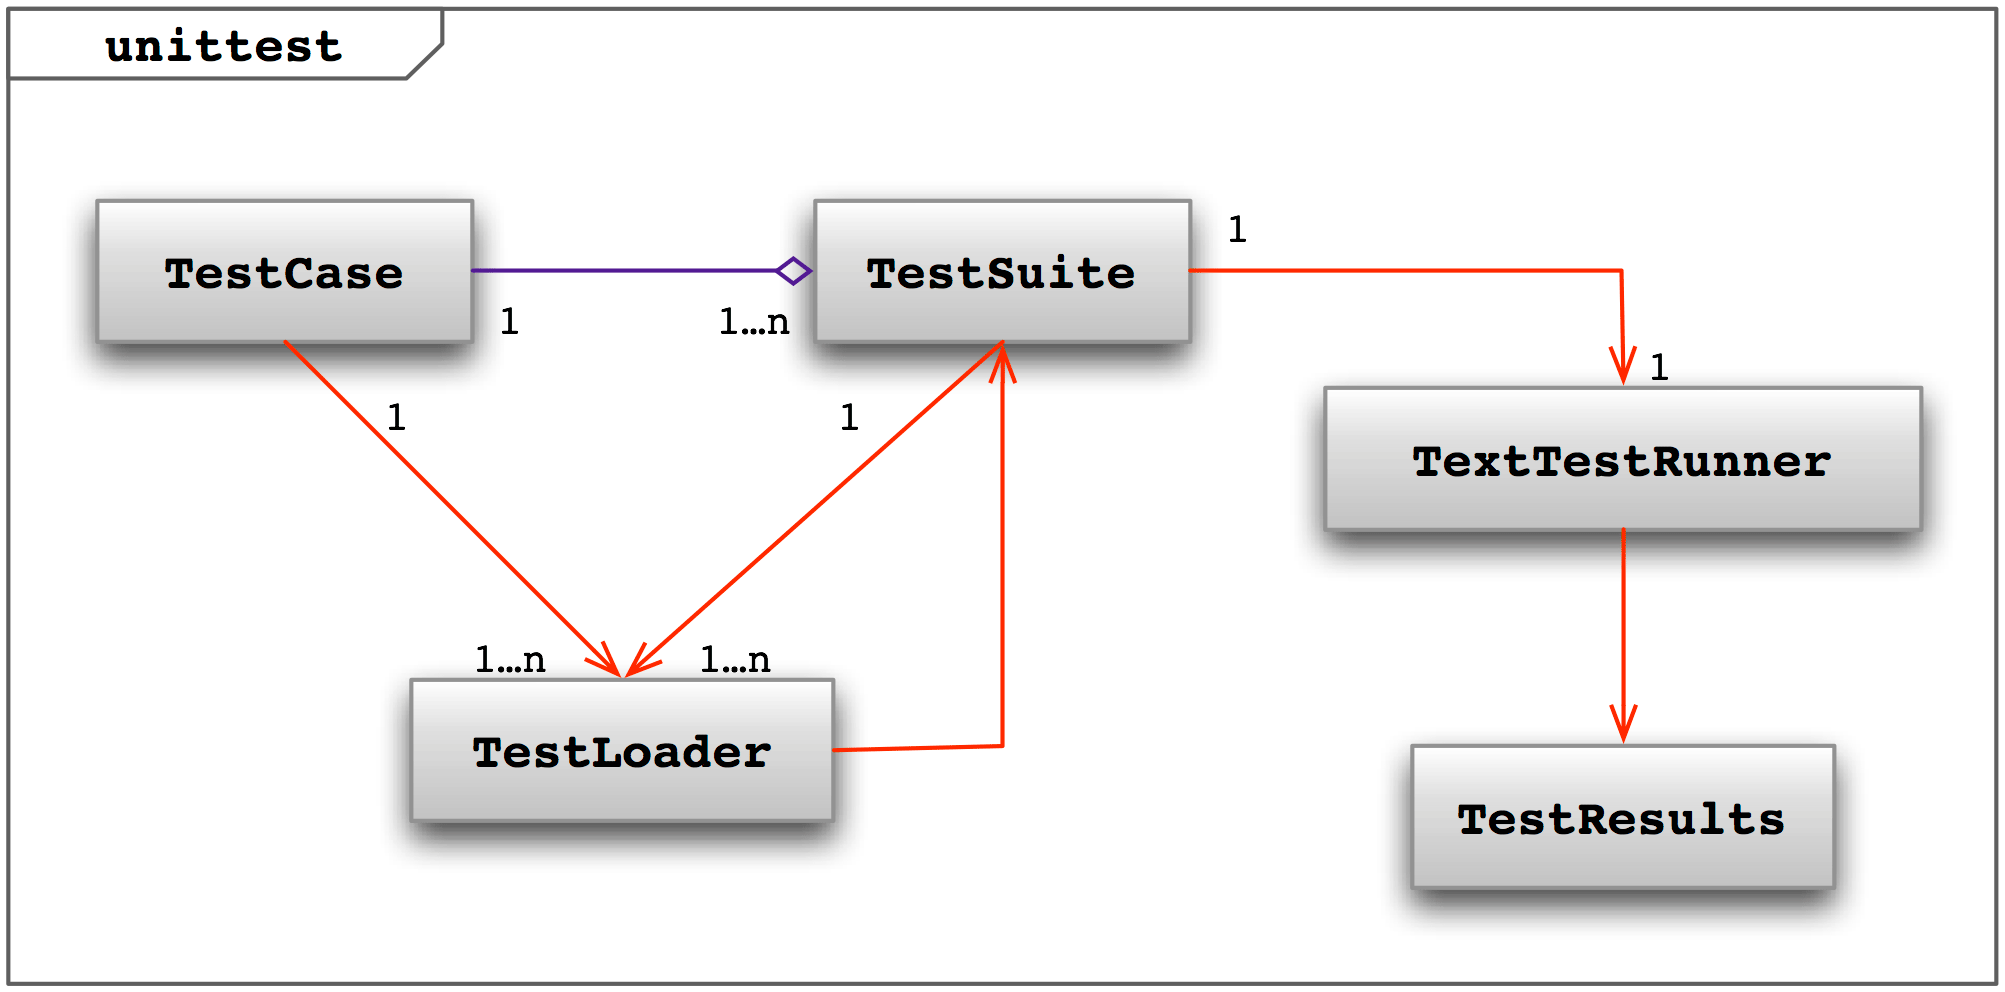 unittest
TestCase
TestSuite
1
1
1…n
1
1
1
TextTestRunner
1…n
1…n
TestLoader
TestResults